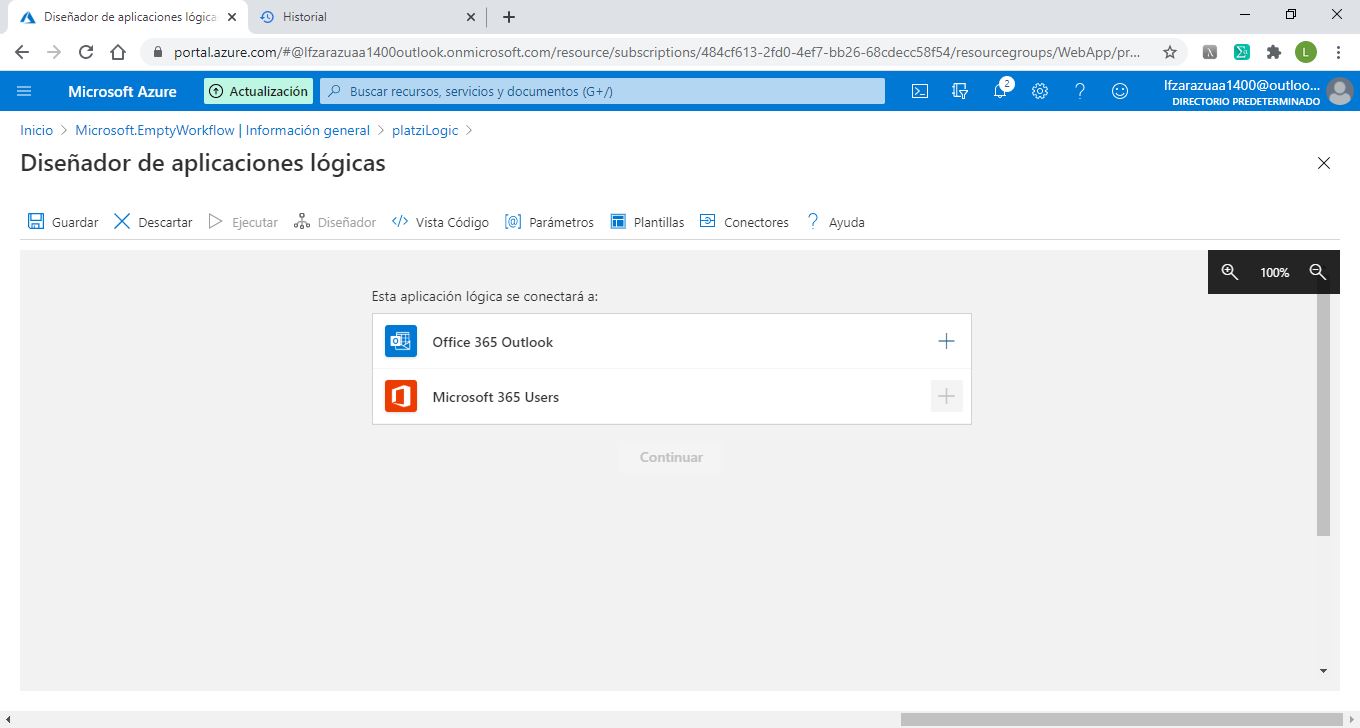 Diseñador de aplicaciones lógica
Historial
portal.azure.com/#@lfzarazuaa1400outlook.onmicrosoft.com/resource/subscriptions/484cf613-2fd0-4ef7-bb26-68cdecc58f54/resourcegroups/WebApp/pr...
L
Microsoft Azure
Actualización
Buscar recursos, servicios y documentos (G+/)
2
lfzarazuaa1400@outloo...
DIRECTORIO PREDETERMINADO
Inicio > Microsoft.EmptyWorkflow | Información general > platziLogic >
Diseñador de aplicaciones lógicas
Guardar Descartar Ejecutar Diseñador Vista Código Parámetros Plantillas Conectores Ayuda
100%
Esta aplicación lógica se conectará a:
Office 365 Outlook
Microsoft 365 Users
Continuar